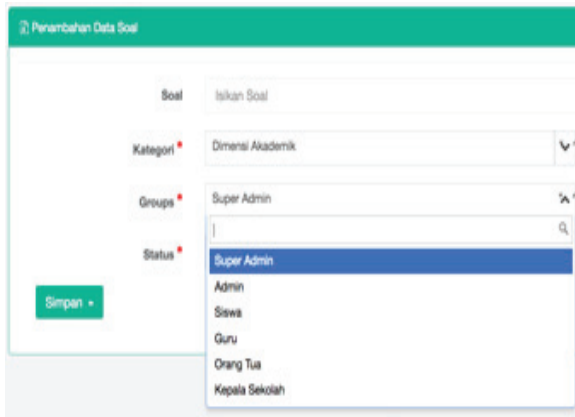 Penambahan Data Soal
Soal
Isikan Soal
Kategori *
Dimensi Akademik
Groups *
Super Admin
Status *
Super Admin
Admin
Siswa
Guru
Orang Tua
Kepala Sekolah
Simpan